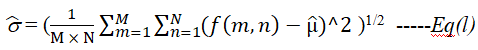 σ̂ = (1/(M × N) ∑_{m=1}^{M} ∑_{n=1}^{N} (f(m, n) − μ̂)^2 )^{1/2} -----Eq(l)